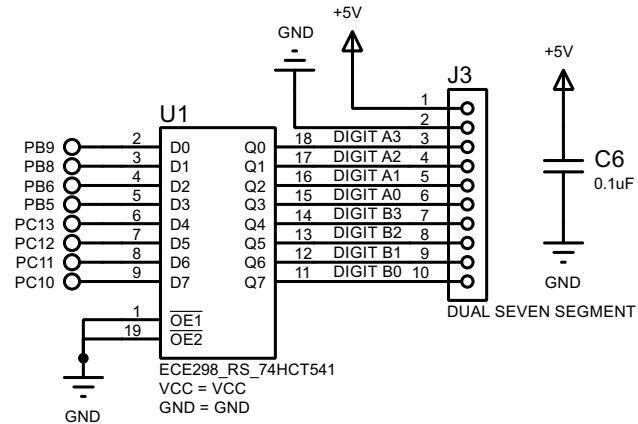 +5V
GND
+5V
J3
U1
C6
0.1uF
GND
1
2
PB9 2 D0 Q0 18 DIGIT A3 3
PB8 3 D1 Q1 17 DIGIT A2 4
PB6 4 D2 Q2 16 DIGIT A1 5
PB5 5 D3 Q3 15 DIGIT A0 6
PC13 6 D4 Q4 14 DIGIT B3 7
PC12 7 D5 Q5 13 DIGIT B2 8
PC11 8 D6 Q6 12 DIGIT B1 9
PC10 9 D7 Q7 11 DIGIT B0 10
DUAL SEVEN SEGMENT
1 OE1
19 OE2
ECE298_RS_74HCT541
VCC = VCC
GND = GND
GND